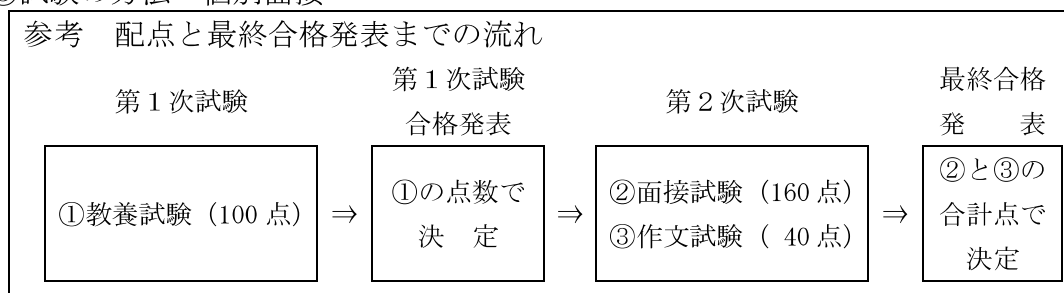 参考　配点と最終合格発表までの流れ
第１次試験
第１次試験
合格発表
第２次試験
最終合格
発　　表
①教養試験（100 点）
⇒
①の点数で
決　定
⇒
②面接試験（160 点）
③作文試験（ 40 点）
⇒
②と③の
合計点で
決定